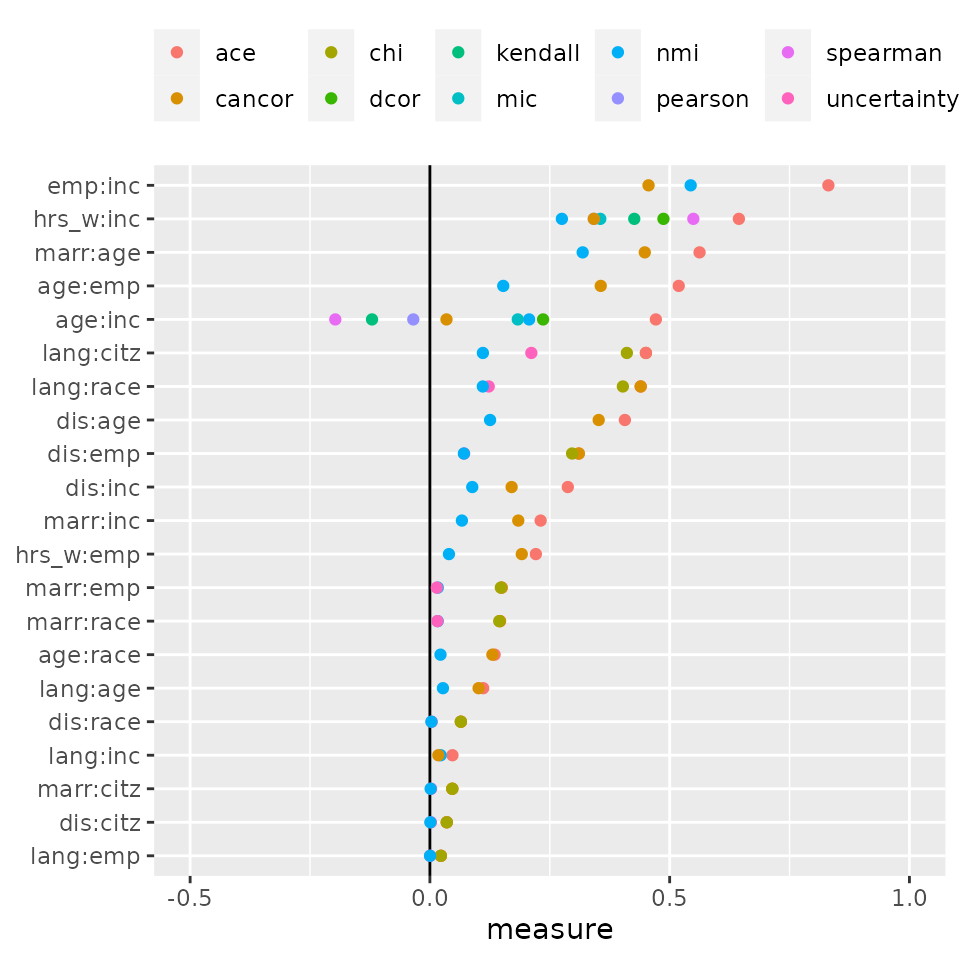 ace chi kendall nmi spearman
cancor dcor mic pearson uncertainty
emp:inc
hrs_w:inc
marr:age
age:emp
age:inc
lang:citz
lang:race
dis:age
dis:emp
dis:inc
marr:inc
hrs_w:emp
marr:emp
marr:race
age:race
lang:age
dis:race
lang:inc
marr:citz
dis:citz
lang:emp
-0.5 0.0 0.5 1.0
measure